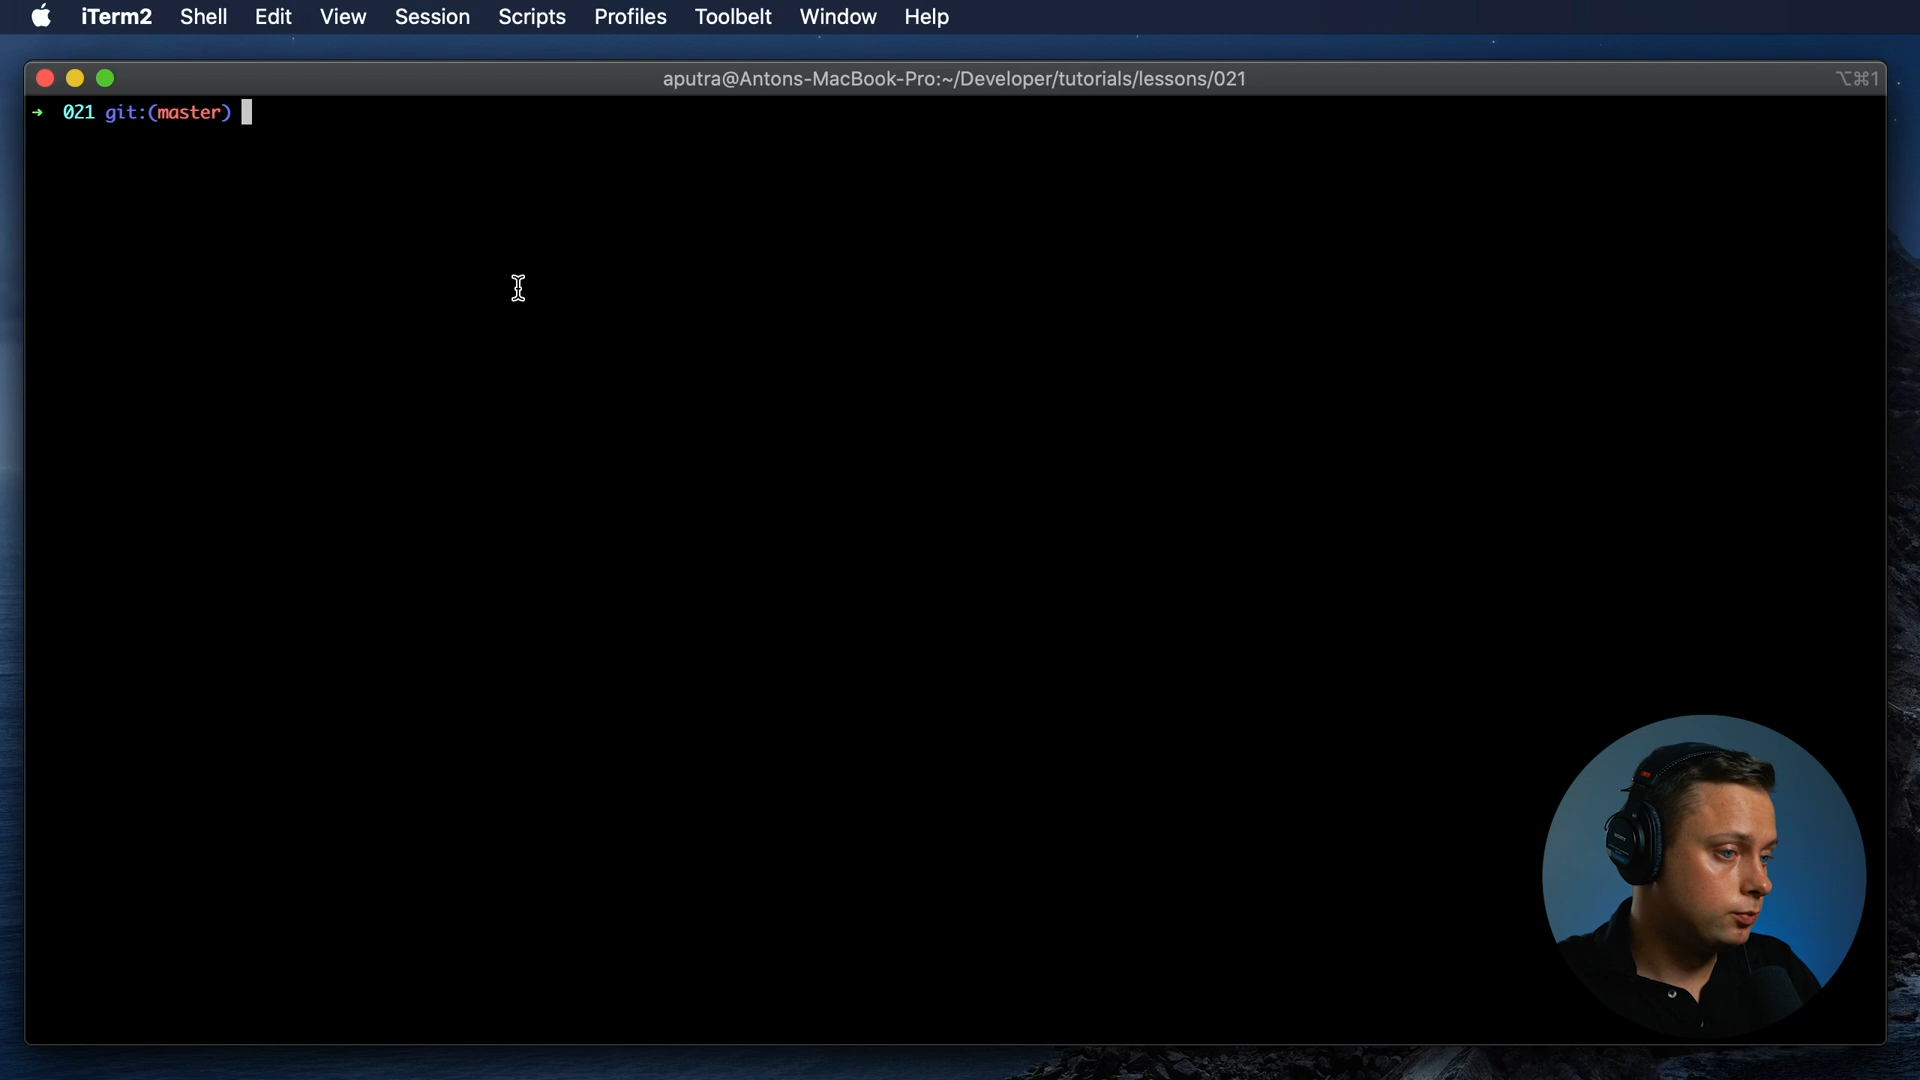 iTerm2 Shell Edit View Session Scripts Profiles Toolbelt Window Help
aputra@Antons-MacBook-Pro:~/Developer/tutorials/lessons/021 ⌥⌘1
→ 021 git:(master)
SONY